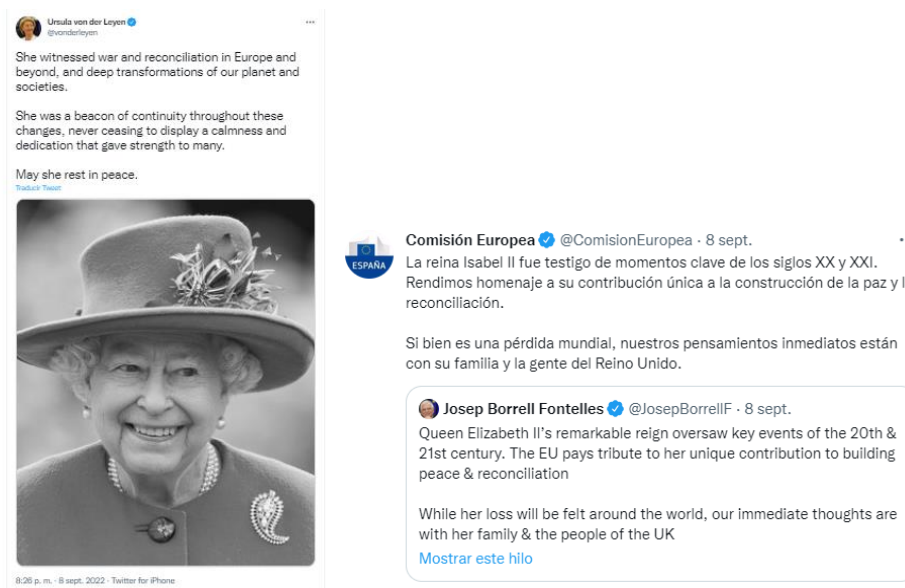 Ursula von der Leyen
@vonderleyen
She witnessed war and reconciliation in Europe and
beyond, and deep transformations of our planet and
societies.
She was a beacon of continuity throughout these
changes, never ceasing to display a calmness and
dedication that gave strength to many.
May she rest in peace.
Traducir Tweet
8:26 p. m. · 8 sept. 2022 · Twitter for iPhone
ESPAÑA
Comisión Europea @ComisionEuropea · 8 sept.
La reina Isabel II fue testigo de momentos clave de los siglos XX y XXI.
Rendimos homenaje a su contribución única a la construcción de la paz y l
reconciliación.
Si bien es una pérdida mundial, nuestros pensamientos inmediatos están
con su familia y la gente del Reino Unido.
Josep Borrell Fontelles @JosepBorrellF · 8 sept.
Queen Elizabeth II's remarkable reign oversaw key events of the 20th &
21st century. The EU pays tribute to her unique contribution to building
peace & reconciliation
While her loss will be felt around the world, our immediate thoughts are
with her family & the people of the UK
Mostrar este hilo